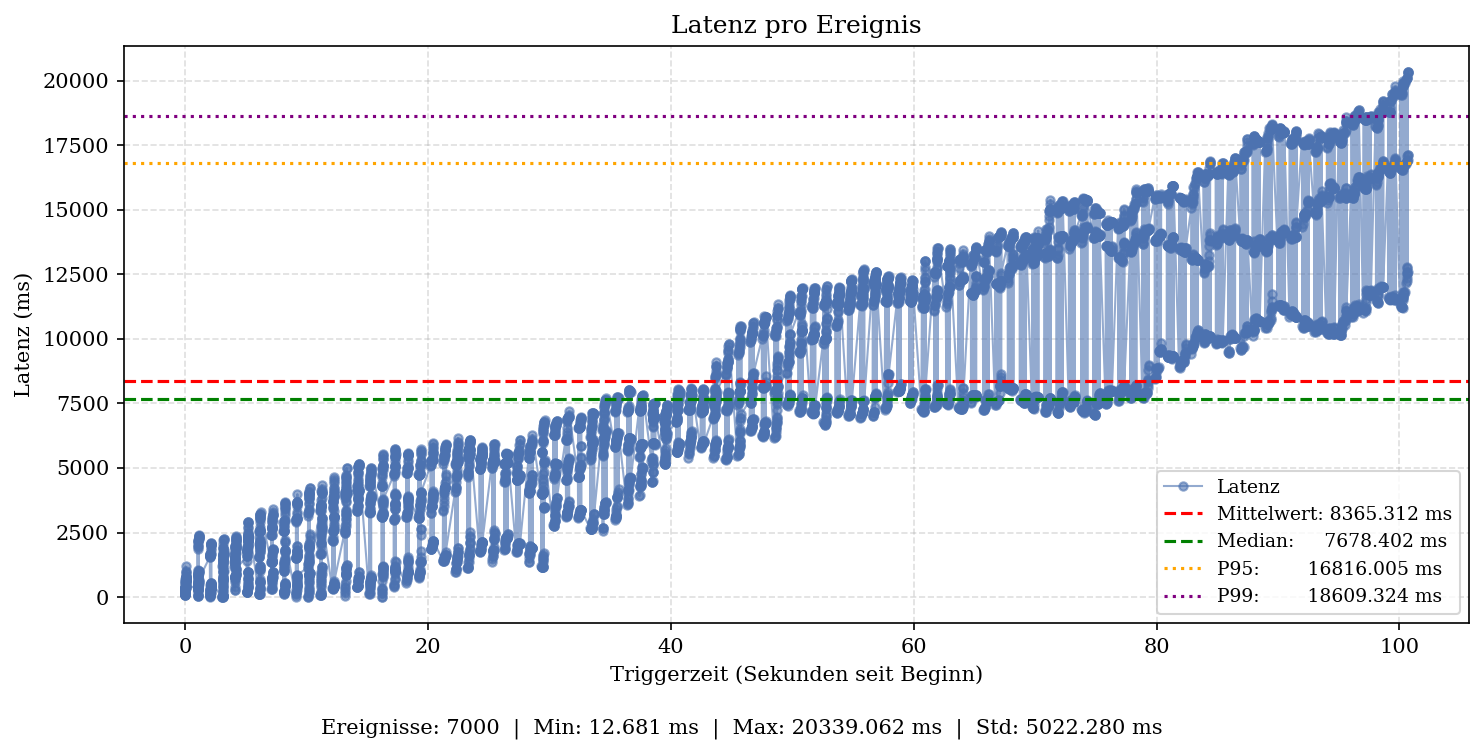 Latenz pro Ereignis
Latenz (ms)
20000
17500
15000
12500
10000
7500
5000
2500
0
Latenz
Mittelwert: 8365.312 ms
Median: 7678.402 ms
P95: 16816.005 ms
P99: 18609.324 ms
0 20 40 60 80 100
Triggerzeit (Sekunden seit Beginn)
Ereignisse: 7000 | Min: 12.681 ms | Max: 20339.062 ms | Std: 5022.280 ms